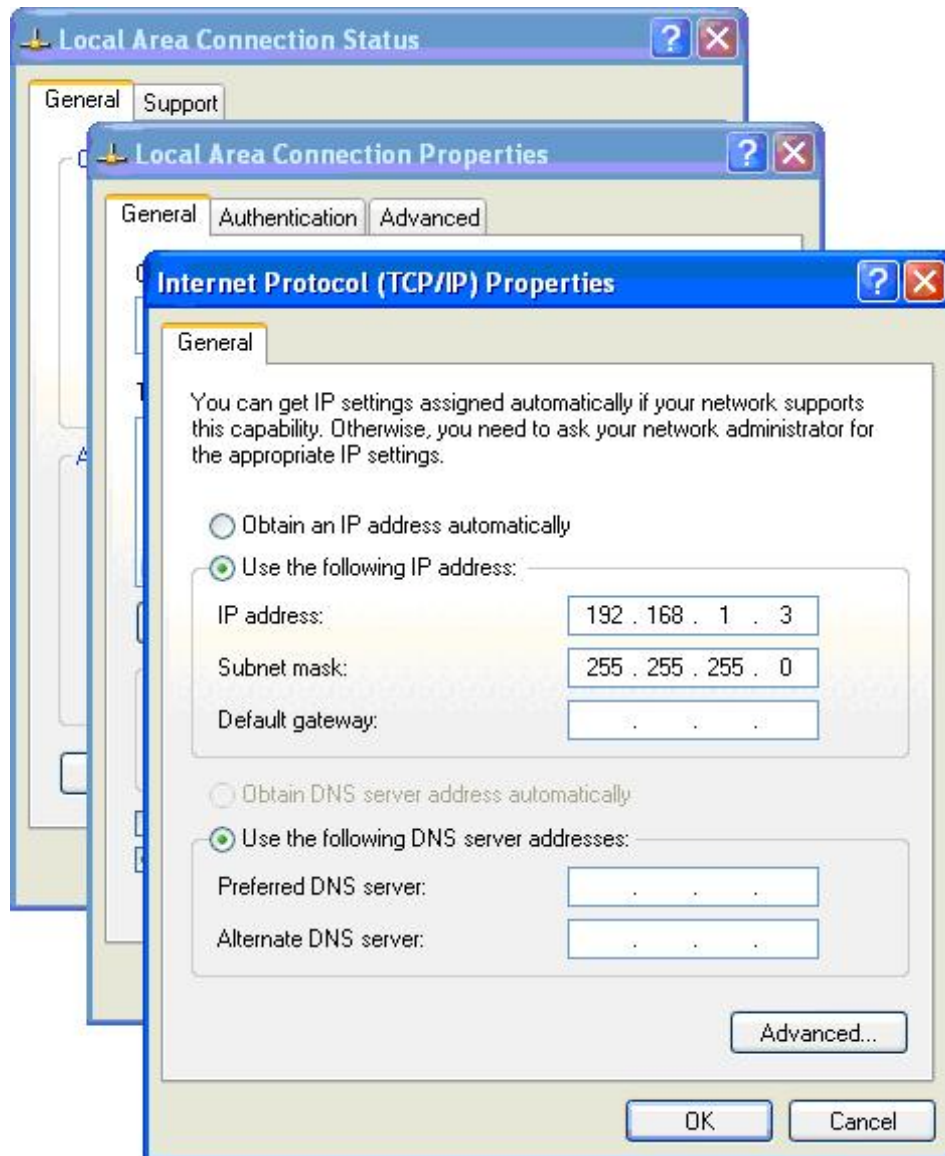 Local Area Connection Status
General Support
Local Area Connection Properties
General Authentication Advanced
Internet Protocol (TCP/IP) Properties
General
You can get IP settings assigned automatically if your network supports
this capability. Otherwise, you need to ask your network administrator for
the appropriate IP settings.
Obtain an IP address automatically
Use the following IP address:
IP address: 192 . 168 . 1 . 3
Subnet mask: 255 . 255 . 255 . 0
Default gateway: . . .
Obtain DNS server address automatically
Use the following DNS server addresses:
Preferred DNS server: . . .
Alternate DNS server: . . .
Advanced...
OK Cancel